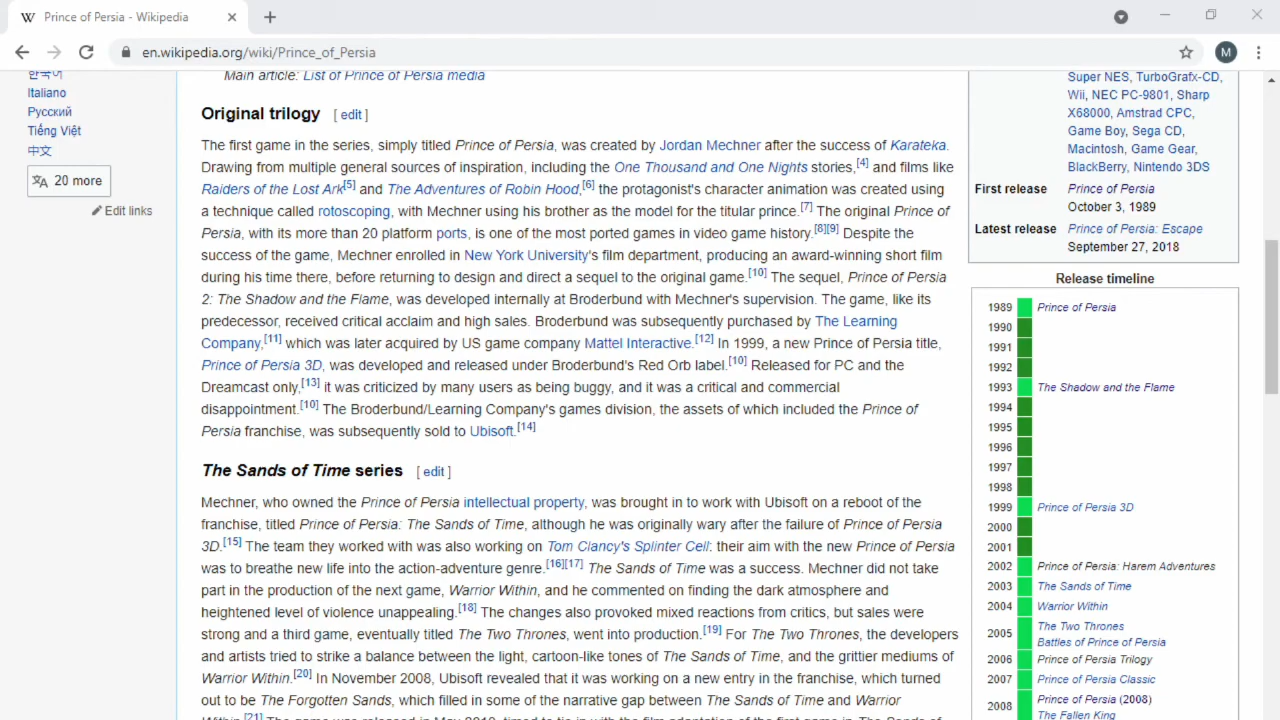 Prince of Persia - Wikipedia
en.wikipedia.org/wiki/Prince_of_Persia
M
한국어
Italiano
Русский
Tiếng Việt
中文
20 more
Edit links
Main article: List of Prince of Persia media
Original trilogy [ edit ]
The first game in the series, simply titled Prince of Persia, was created by Jordan Mechner after the success of Karateka.
Drawing from multiple general sources of inspiration, including the One Thousand and One Nights stories,[4] and films like
Raiders of the Lost Ark[5] and The Adventures of Robin Hood,[6] the protagonist's character animation was created using
a technique called rotoscoping, with Mechner using his brother as the model for the titular prince.[7] The original Prince of
Persia, with its more than 20 platform ports, is one of the most ported games in video game history.[8][9] Despite the
success of the game, Mechner enrolled in New York University's film department, producing an award-winning short film
during his time there, before returning to design and direct a sequel to the original game.[10] The sequel, Prince of Persia
2: The Shadow and the Flame, was developed internally at Broderbund with Mechner's supervision. The game, like its
predecessor, received critical acclaim and high sales. Broderbund was subsequently purchased by The Learning
Company,[11] which was later acquired by US game company Mattel Interactive.[12] In 1999, a new Prince of Persia title,
Prince of Persia 3D, was developed and released under Broderbund's Red Orb label.[10] Released for PC and the
Dreamcast only,[13] it was criticized by many users as being buggy, and it was a critical and commercial
disappointment.[10] The Broderbund/Learning Company's games division, the assets of which included the Prince of
Persia franchise, was subsequently sold to Ubisoft.[14]
The Sands of Time series [ edit ]
Mechner, who owned the Prince of Persia intellectual property, was brought in to work with Ubisoft on a reboot of the
franchise, titled Prince of Persia: The Sands of Time, although he was originally wary after the failure of Prince of Persia
3D.[15] The team they worked with was also working on Tom Clancy's Splinter Cell: their aim with the new Prince of Persia
was to breathe new life into the action-adventure genre.[16][17] The Sands of Time was a success. Mechner did not take
part in the production of the next game, Warrior Within, and he commented on finding the dark atmosphere and
heightened level of violence unappealing.[18] The changes also provoked mixed reactions from critics, but sales were
strong and a third game, eventually titled The Two Thrones, went into production.[19] For The Two Thrones, the developers
and artists tried to strike a balance between the light, cartoon-like tones of The Sands of Time, and the grittier mediums of
Warrior Within.[20] In November 2008, Ubisoft revealed that it was working on a new entry in the franchise, which turned
out to be The Forgotten Sands, which filled in some of the narrative gap between The Sands of Time and Warrior
Within.[21] The game was released in May 2010, timed to tie in with the film adaptation of the first game in The Sands of
Super NES, TurboGrafx-CD,
Wii, NEC PC-9801, Sharp
X68000, Amstrad CPC,
Game Boy, Sega CD,
Macintosh, Game Gear,
BlackBerry, Nintendo 3DS
First release Prince of Persia
October 3, 1989
Latest release Prince of Persia: Escape
September 27, 2018
Release timeline
1989 Prince of Persia
1990
1991
1992
1993 The Shadow and the Flame
1994
1995
1996
1997
1998
1999 Prince of Persia 3D
2000
2001
2002 Prince of Persia: Harem Adventures
2003 The Sands of Time
2004 Warrior Within
2005 The Two Thrones
Battles of Prince of Persia
2006 Prince of Persia Trilogy
2007 Prince of Persia Classic
2008 Prince of Persia (2008)
The Fallen King